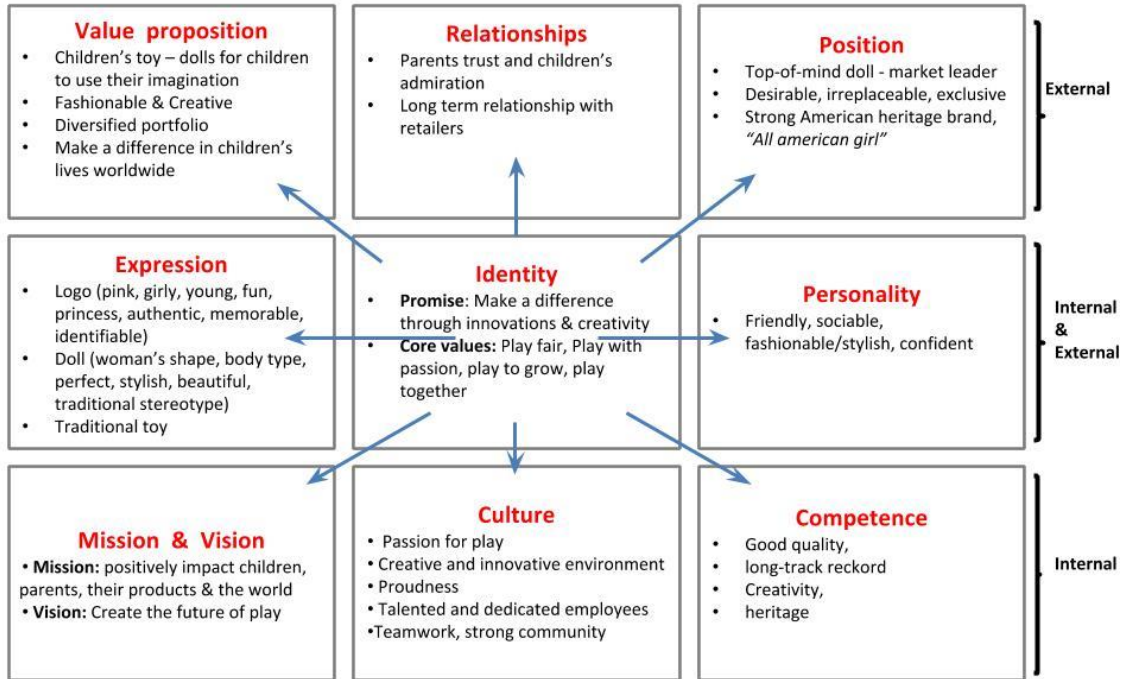 Value proposition
• Children's toy – dolls for children
to use their imagination
• Fashionable & Creative
• Diversified portfolio
• Make a difference in children's
lives worldwide
Relationships
• Parents trust and children's
admiration
• Long term relationship with
retailers
Position
• Top-of-mind doll - market leader
• Desirable, irreplaceable, exclusive
• Strong American heritage brand,
"All american girl"
External
Expression
• Logo (pink, girly, young, fun,
princess, authentic, memorable,
identifiable)
• Doll (woman's shape, body type,
perfect, stylish, beautiful,
traditional stereotype)
• Traditional toy
Identity
• Promise: Make a difference
through innovations & creativity
• Core values: Play fair, Play with
passion, play to grow, play
together
Personality
• Friendly, sociable,
fashionable/stylish, confident
Internal
&
External
Mission & Vision
• Mission: positively impact children,
parents, their products & the world
• Vision: Create the future of play
Culture
• Passion for play
• Creative and innovative environment
• Proudness
• Talented and dedicated employees
•Teamwork, strong community
Competence
• Good quality,
• long-track reckord
• Creativity,
• heritage
Internal